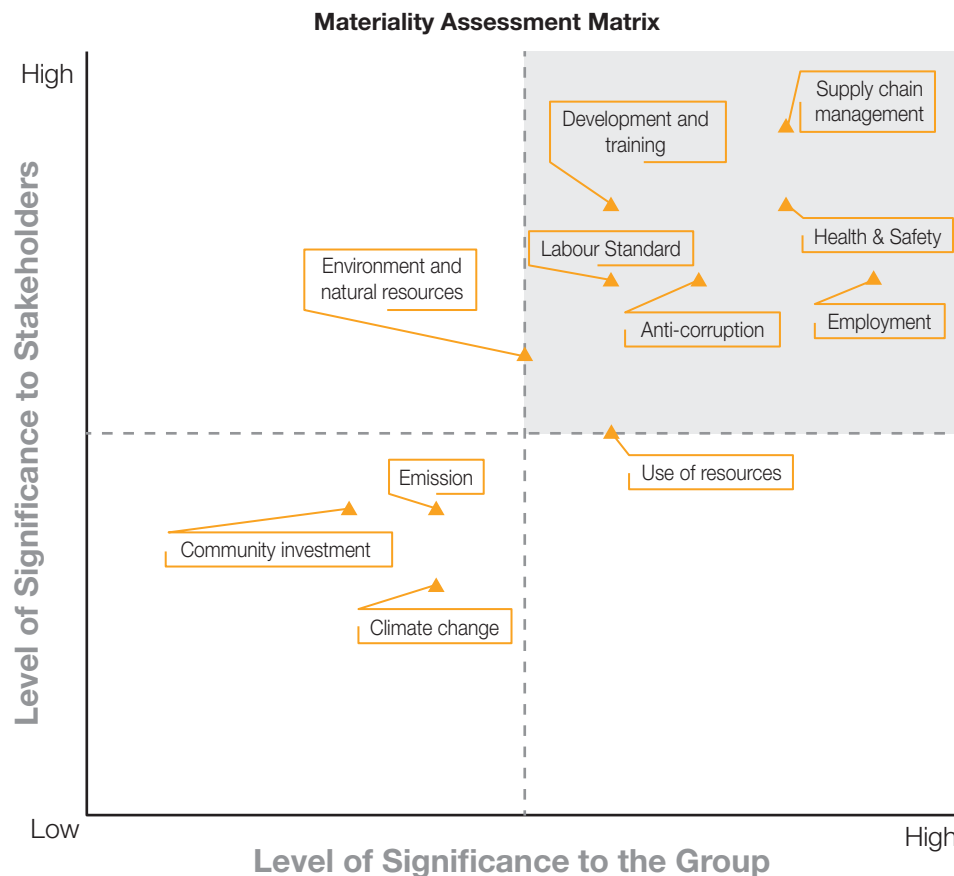 Materiality Assessment Matrix
High
Level of Significance to Stakeholders
Supply chain
management
Development and
training
Health & Safety
Labour Standard
Environment and
natural resources
Anti-corruption
Employment
Use of resources
Emission
Community investment
Climate change
Low
High
Level of Significance to the Group